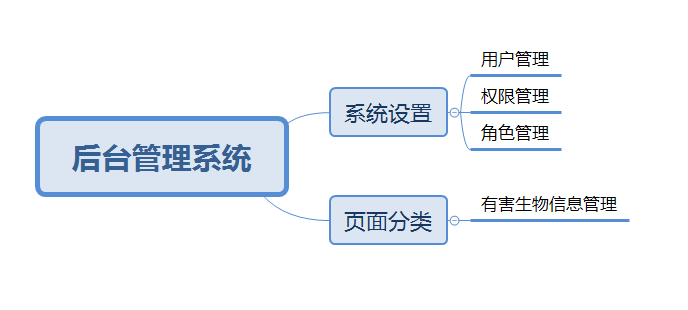 后台管理系统
系统设置
用户管理
权限管理
角色管理
页面分类
有害生物信息管理